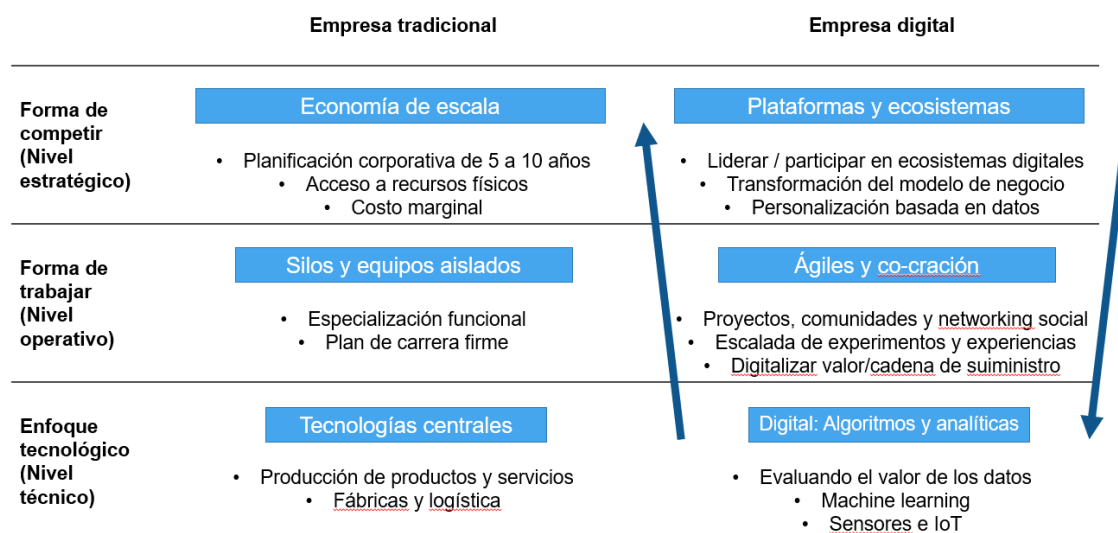 Empresa tradicional
Empresa digital
Forma de
competir
(Nivel
estratégico)
Economía de escala
• Planificación corporativa de 5 a 10 años
• Acceso a recursos físicos
• Costo marginal
Plataformas y ecosistemas
• Liderar / participar en ecosistemas digitales
• Transformación del modelo de negocio
• Personalización basada en datos
Forma de
trabajar
(Nivel
operativo)
Silos y equipos aislados
• Especialización funcional
• Plan de carrera firme
Ágiles y co-cración
• Proyectos, comunidades y networking social
• Escalada de experimentos y experiencias
• Digitalizar valor/cadena de suiministro
Enfoque
tecnológico
(Nivel
técnico)
Tecnologías centrales
• Producción de productos y servicios
• Fábricas y logística
Digital: Algoritmos y analíticas
• Evaluando el valor de los datos
• Machine learning
• Sensores e IoT